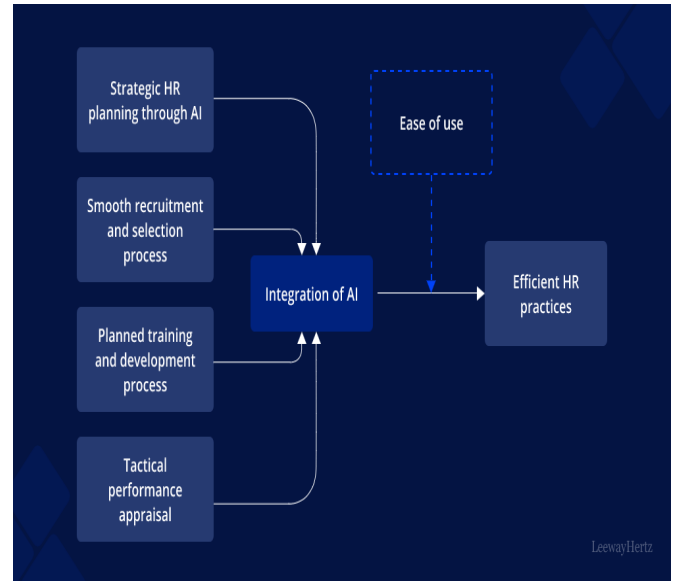 Strategic HR
planning through AI
Ease of use
Smooth recruitment
and selection
process
Integration of AI
Efficient HR
practices
Planned training
and development
process
Tactical
performance
appraisal
LeewayHertz